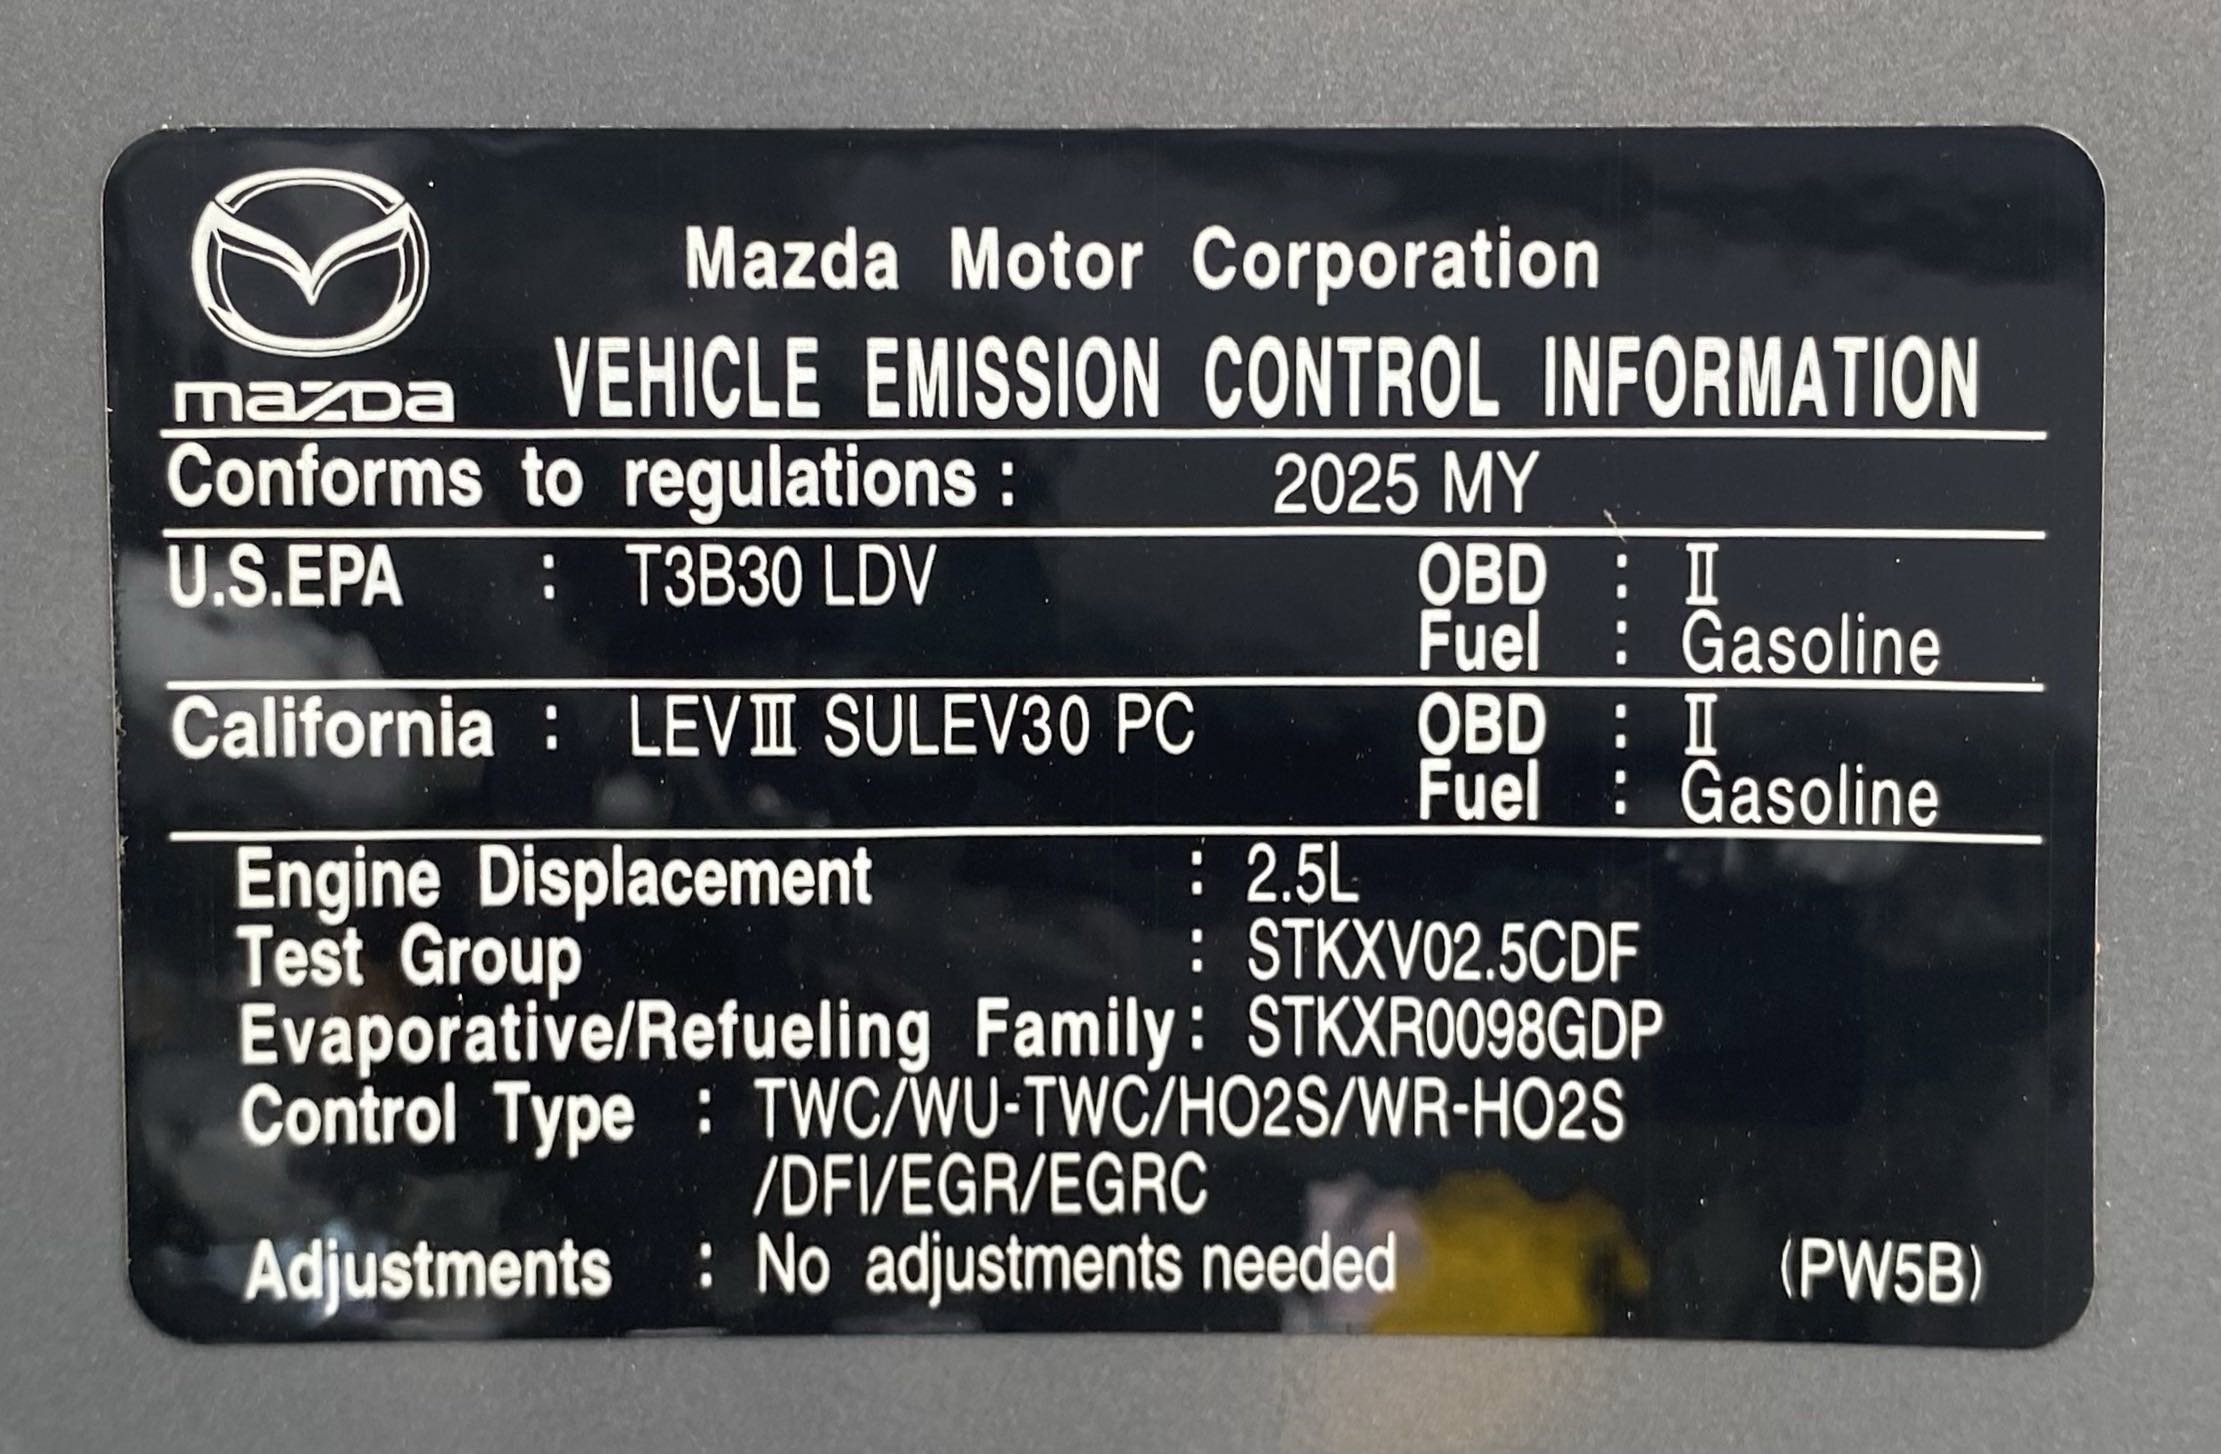 Mazda Motor Corporation
mazda VEHICLE EMISSION CONTROL INFORMATION
Conforms to regulations : 2025 MY
U.S.EPA : T3B30 LDV OBD : Ⅱ
Fuel : Gasoline
California : LEVⅢ SULEV30 PC OBD : Ⅱ
Fuel : Gasoline
Engine Displacement : 2.5L
Test Group : STKXV02.5CDF
Evaporative/Refueling Family : STKXR0098GDP
Control Type : TWC/WU-TWC/HO2S/WR-HO2S
/DFI/EGR/EGRC
Adjustments : No adjustments needed (PW5B)